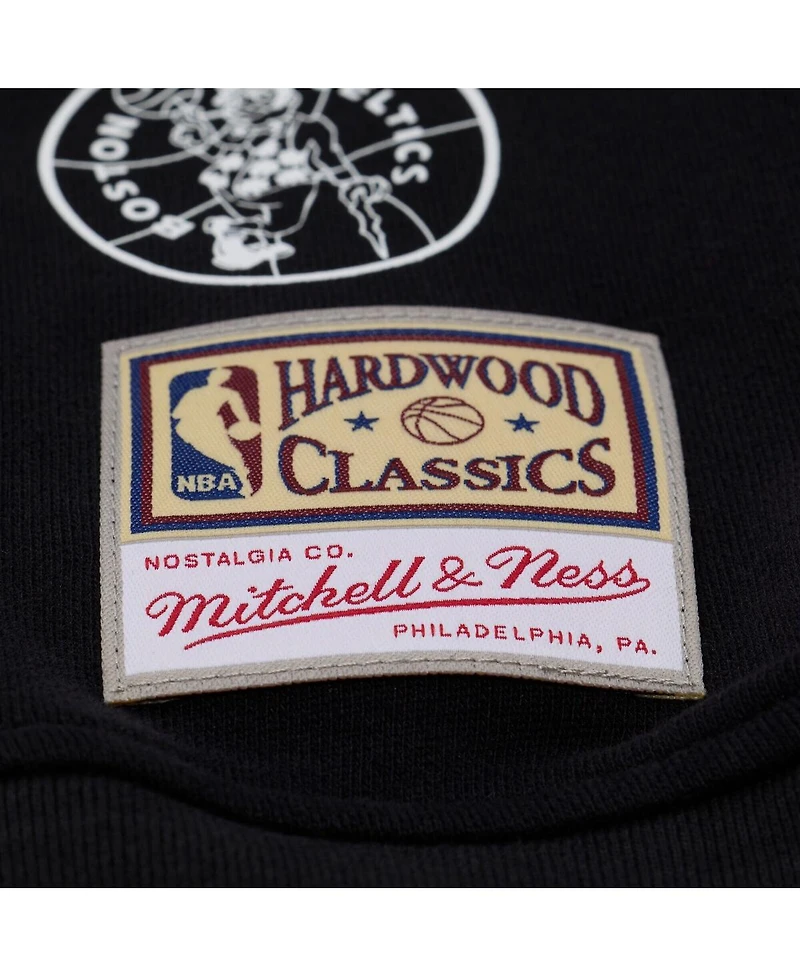 BOSTON CELTICS
HARDWOOD
CLASSICS
NBA
NOSTALGIA CO.
Mitchell & Ness
PHILADELPHIA, PA.